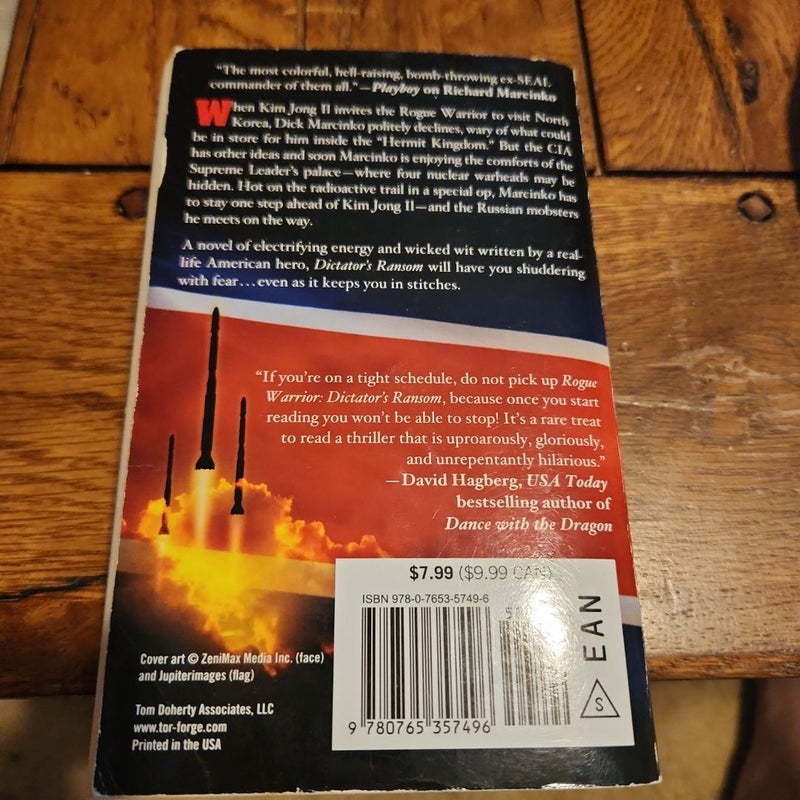 “The most colorful, hell-raising, bomb-throwing ex-SEAL
commander of them all.”—Playboy on Richard Marcinko
When Kim Jong Il invites the Rogue Warrior to visit North
Korea, Dick Marcinko politely declines, wary of what could
be in store for him inside the “Hermit Kingdom.” But the CIA
has other ideas and soon Marcinko is enjoying the comforts of the
Supreme Leader’s palace—where four nuclear warheads may be
hidden. Hot on the radioactive trail in a special op, Marcinko has
to stay one step ahead of Kim Jong Il—and the Russian mobsters
he meets on the way.
A novel of electrifying energy and wicked wit written by a real-
life American hero, Dictator’s Ransom will have you shuddering
with fear…even as it keeps you in stitches.
“If you’re on a tight schedule, do not pick up Rogue
Warrior: Dictator’s Ransom, because once you start
reading you won’t be able to stop! It’s a rare treat
to read a thriller that is uproarously, gloriously,
and unrepentantly hilarious.”
—David Hagberg, USA Today
bestselling author of
Dance with the Dragon
$7.99 ($9.99 CAN)
ISBN 978-0-7653-5749-6
EAN
S
9 780765 357496
Cover art © ZeniMax Media Inc. (face)
and Jupiterimages (flag)
Tom Doherty Associates, LLC
www.tor-forge.com
Printed in the USA